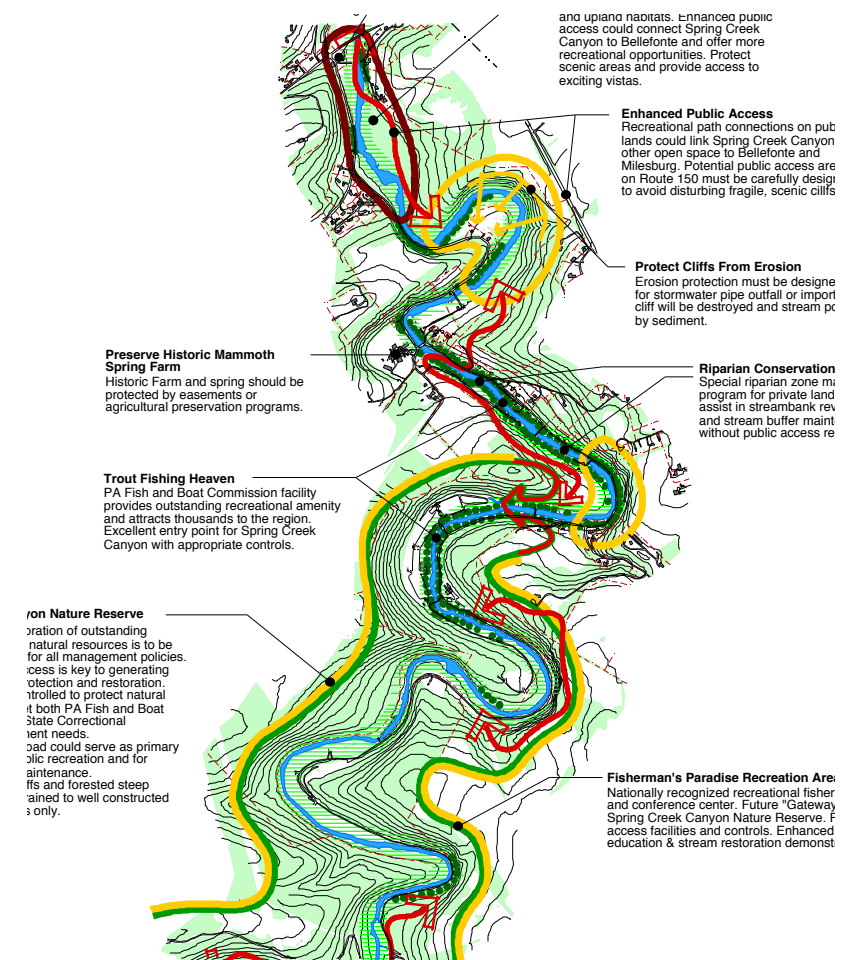 and upland habitats. Enhanced public
access could connect Spring Creek
Canyon to Bellefonte and offer more
recreational opportunities. Protect
scenic areas and provide access to
exciting vistas.
Enhanced Public Access
Recreational path connections on pub
lands could link Spring Creek Canyon
other open space to Bellefonte and
Milesburg. Potential public access are
on Route 150 must be carefully desig
to avoid disturbing fragile, scenic cliffs
Protect Cliffs From Erosion
Erosion protection must be designe
for stormwater pipe outfall or import
cliff will be destroyed and stream po
by sediment.
Preserve Historic Mammoth
Spring Farm
Historic Farm and spring should be
protected by easements or
agricultural preservation programs.
Riparian Conservation
Special riparian zone ma
program for private land
assist in streambank rev
and stream buffer maint
without public access re
Trout Fishing Heaven
PA Fish and Boat Commission facility
provides outstanding recreational amenity
and attracts thousands to the region.
Excellent entry point for Spring Creek
Canyon with appropriate controls.
yon Nature Reserve
oration of outstanding
natural resources is to be
for all management policies.
ccess is key to generating
rotection and restoration.
ntrolled to protect natural
t both PA Fish and Boat
State Correctional
nent needs.
oad could serve as primary
blic recreation and for
aintenance.
ffs and forested steep
rained to well constructed
s only.
Fisherman's Paradise Recreation Area
Nationally recognized recreational fisher
and conference center. Future "Gateway
Spring Creek Canyon Nature Reserve. P
access facilities and controls. Enhanced
education & stream restoration demonst